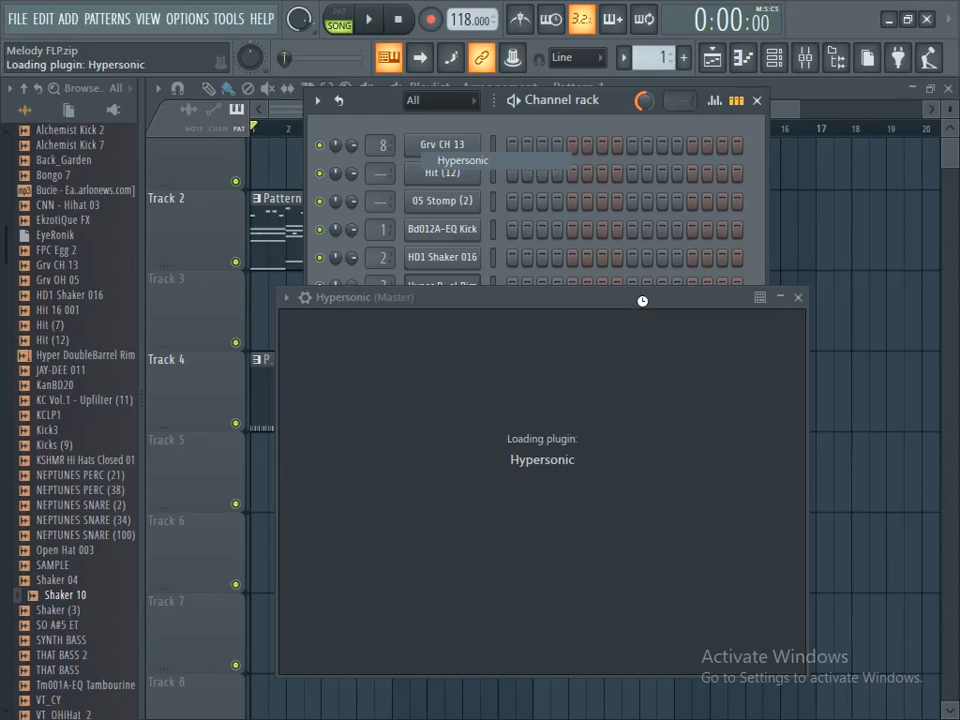 FILE EDIT ADD PATTERNS VIEW OPTIONS TOOLS HELP
PAT
SONG
118.000
3.2.
0:00:00
M:S:CS
Melody FLP.zip
Loading plugin: Hypersonic
Line
1
Browse..
All
Alchemist Kick 2
Alchemist Kick 7
Back_Garden
Bongo 7
Bucie - Ea..arlonews.com]
CNN - Hihat 03
EkzotiQue FX
EyeRonik
FPC Egg 2
Grv CH 13
Grv OH 05
HD1 Shaker 016
Hit 16 001
Hit (7)
Hit (12)
Hyper DoubleBarrel Rim
JAY-DEE 011
KanBD20
KC Vol.1 - Upfilter (11)
KCLP1
Kick3
Kicks (9)
KSHMR Hi Hats Closed 01
NEPTUNES PERC (21)
NEPTUNES PERC (38)
NEPTUNES SNARE (2)
NEPTUNES SNARE (34)
NEPTUNES SNARE (100)
Open Hat 003
SAMPLE
Shaker 04
Shaker 10
Shaker (3)
SO A#5 ET
SYNTH BASS
THAT BASS 2
THAT BASS
Tm001A-EQ Tambourine
VT_CY
VT_OHiHat_2
NOTE CHAN PAT
2
15 16 17 18 19 20
Track 2
Track 3
Track 4
Track 5
Track 6
Track 7
Track 8
Pattern
P.
All
Channel rack
8
Grv CH 13
Hypersonic
---
Hit (12)
---
05 Stomp (2)
1
Bd012A-EQ Kick
2
HD1 Shaker 016
Hypersonic (Master)
Loading plugin:
Hypersonic
Activate Windows
Go to Settings to activate Windows.